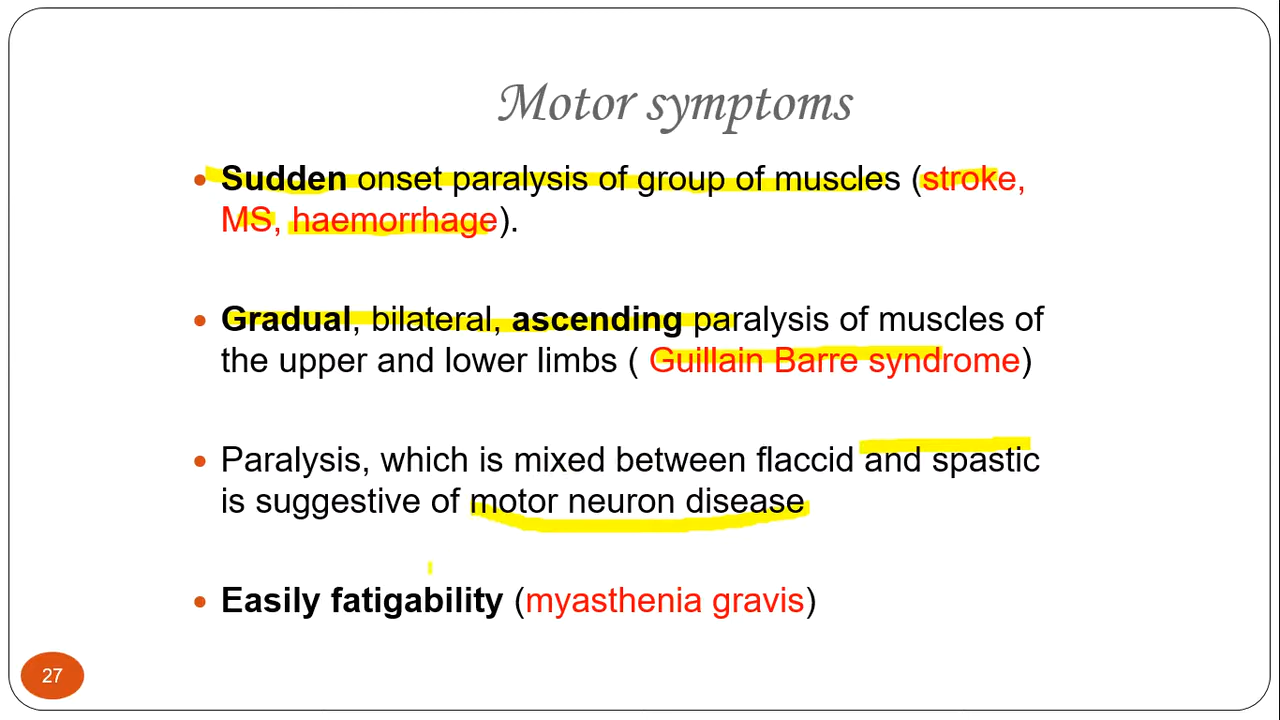 Motor symptoms
• Sudden onset paralysis of group of muscles (stroke,
MS, haemorrhage).
• Gradual, bilateral, ascending paralysis of muscles of
the upper and lower limbs ( Guillain Barre syndrome)
• Paralysis, which is mixed between flaccid and spastic
is suggestive of motor neuron disease
• Easily fatigability (myasthenia gravis)
27